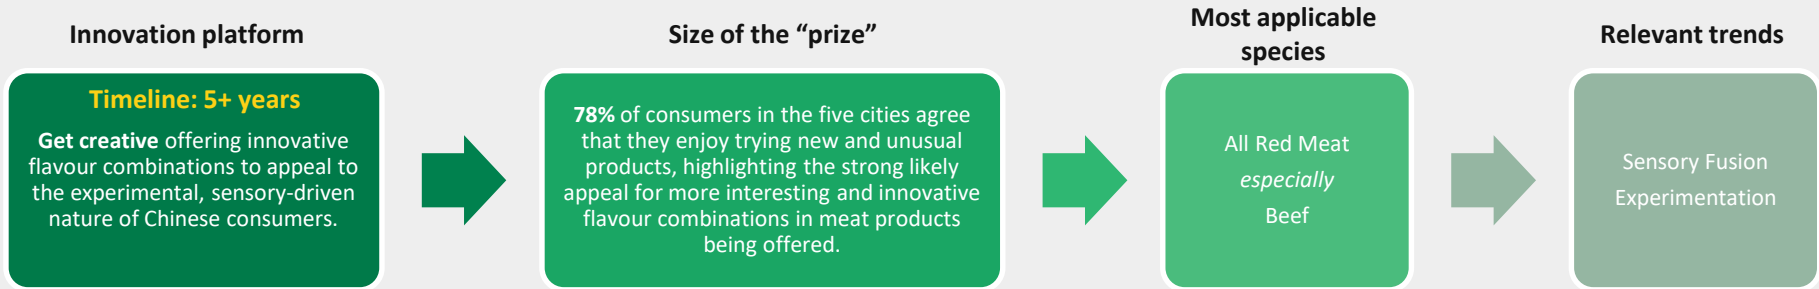 Innovation platform
Timeline: 5+ years
Get creative offering innovative
flavour combinations to appeal to
the experimental, sensory-driven
nature of Chinese consumers.
Size of the “prize”
78% of consumers in the five cities agree
that they enjoy trying new and unusual
products, highlighting the strong likely
appeal for more interesting and innovative
flavour combinations in meat products
being offered.
Most applicable
species
All Red Meat
especially
Beef
Relevant trends
Sensory Fusion
Experimentation